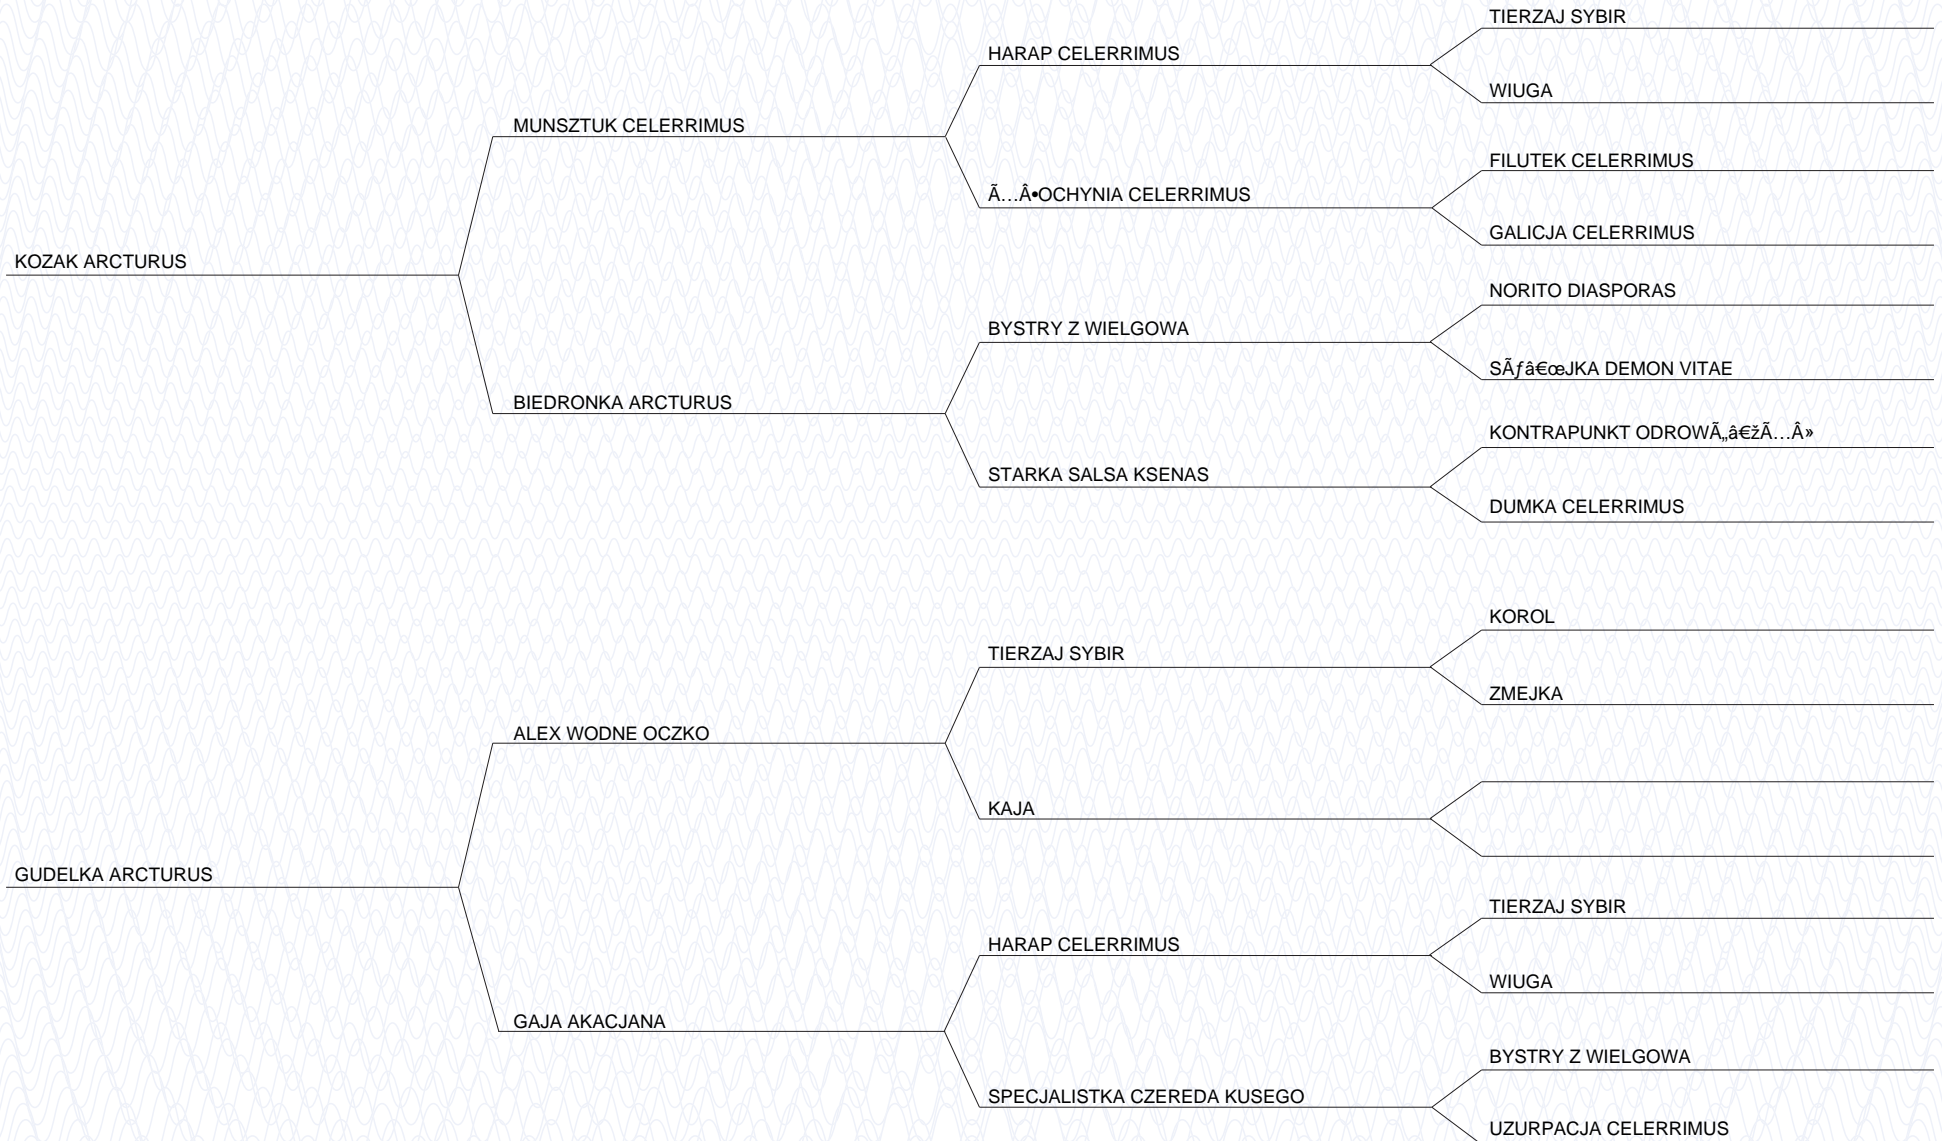 TIERZAJ SYBIR
HARAP CELERRIMUS
WIUGA
MUNSZTUK CELERRIMUS
FILUTEK CELERRIMUS
Ã…Â•OCHYNIA CELERRIMUS
GALICJA CELERRIMUS
KOZAK ARCTURUS
NORITO DIASPORAS
BYSTRY Z WIELGOWA
SÃƒâ€œJKA DEMON VITAE
BIEDRONKA ARCTURUS
KONTRAPUNKT ODROWÃ„â€žÃ…Â»
STARKA SALSA KSENAS
DUMKA CELERRIMUS
KOROL
TIERZAJ SYBIR
ZMEJKA
ALEX WODNE OCZKO
KAJA
GUDELKA ARCTURUS
TIERZAJ SYBIR
HARAP CELERRIMUS
WIUGA
GAJA AKACJANA
BYSTRY Z WIELGOWA
SPECJALISTKA CZEREDA KUSEGO
UZURPACJA CELERRIMUS